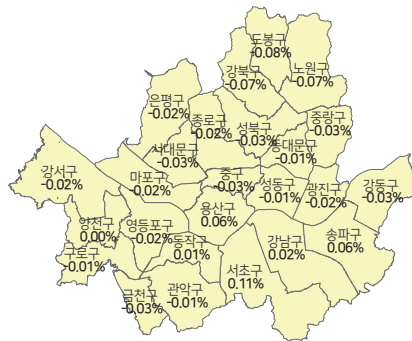 도봉구
-0.08%
강북구
-0.07%
노원구
-0.07%
은평구
-0.02%
종로구
-0.02%
성북구
-0.03%
중랑구
-0.03%
서대문구
-0.03%
동대문구
-0.01%
강서구
-0.02%
마포구
-0.02%
중구
-0.03%
성동구
-0.01%
광진구
-0.02%
강동구
-0.03%
양천구
0.00%
영등포구
-0.02%
용산구
0.06%
구로구
-0.01%
동작구
0.01%
강남구
0.02%
송파구
0.06%
금천구
-0.03%
관악구
-0.01%
서초구
0.11%